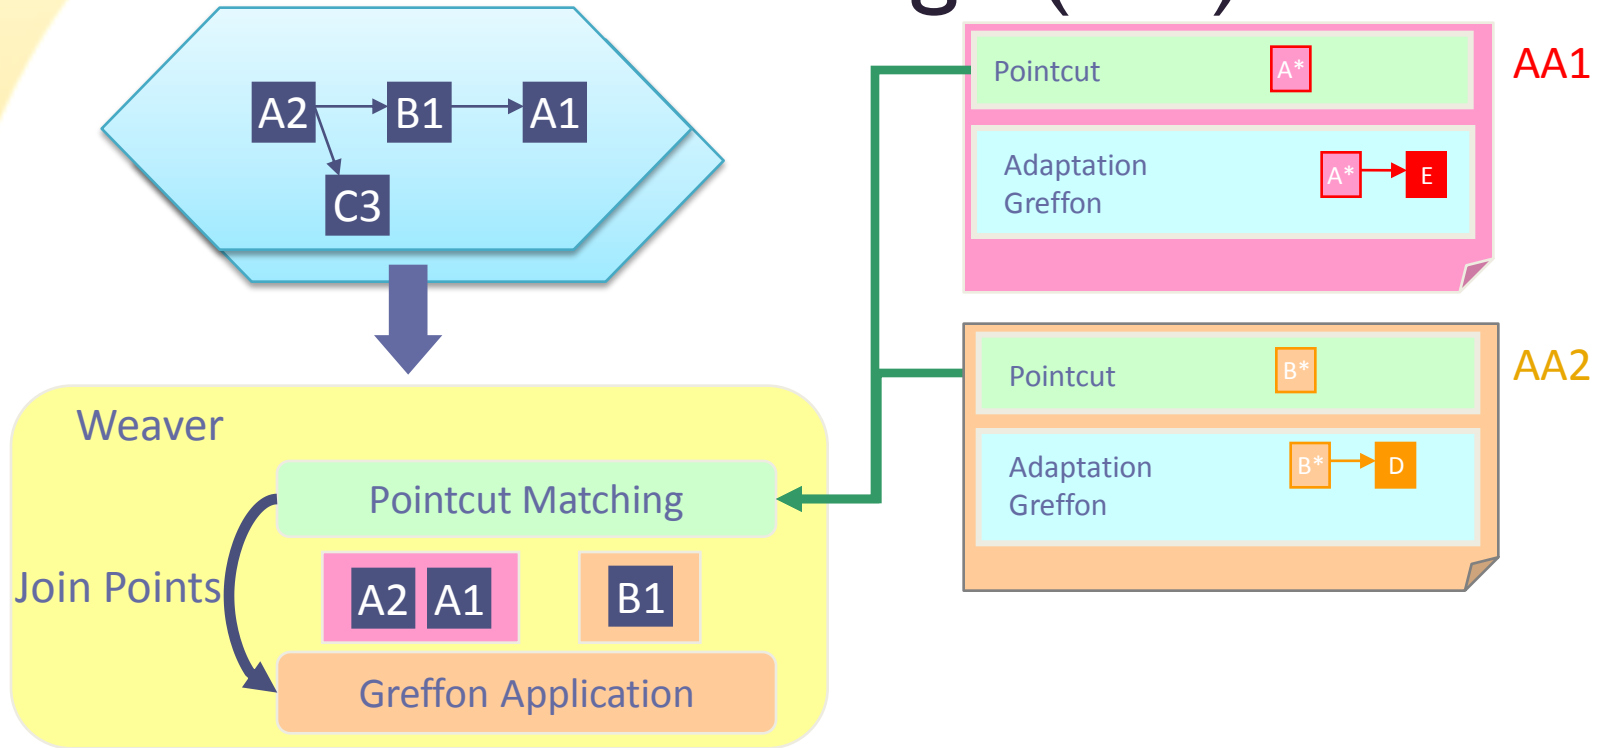 A2 B1 A1
C3
Weaver
Pointcut Matching
Join Points
A2 A1 B1
Greffon Application
Pointcut A*
AA1
Adaptation
Greffon
A* E
Pointcut B*
AA2
Adaptation
Greffon
B* D